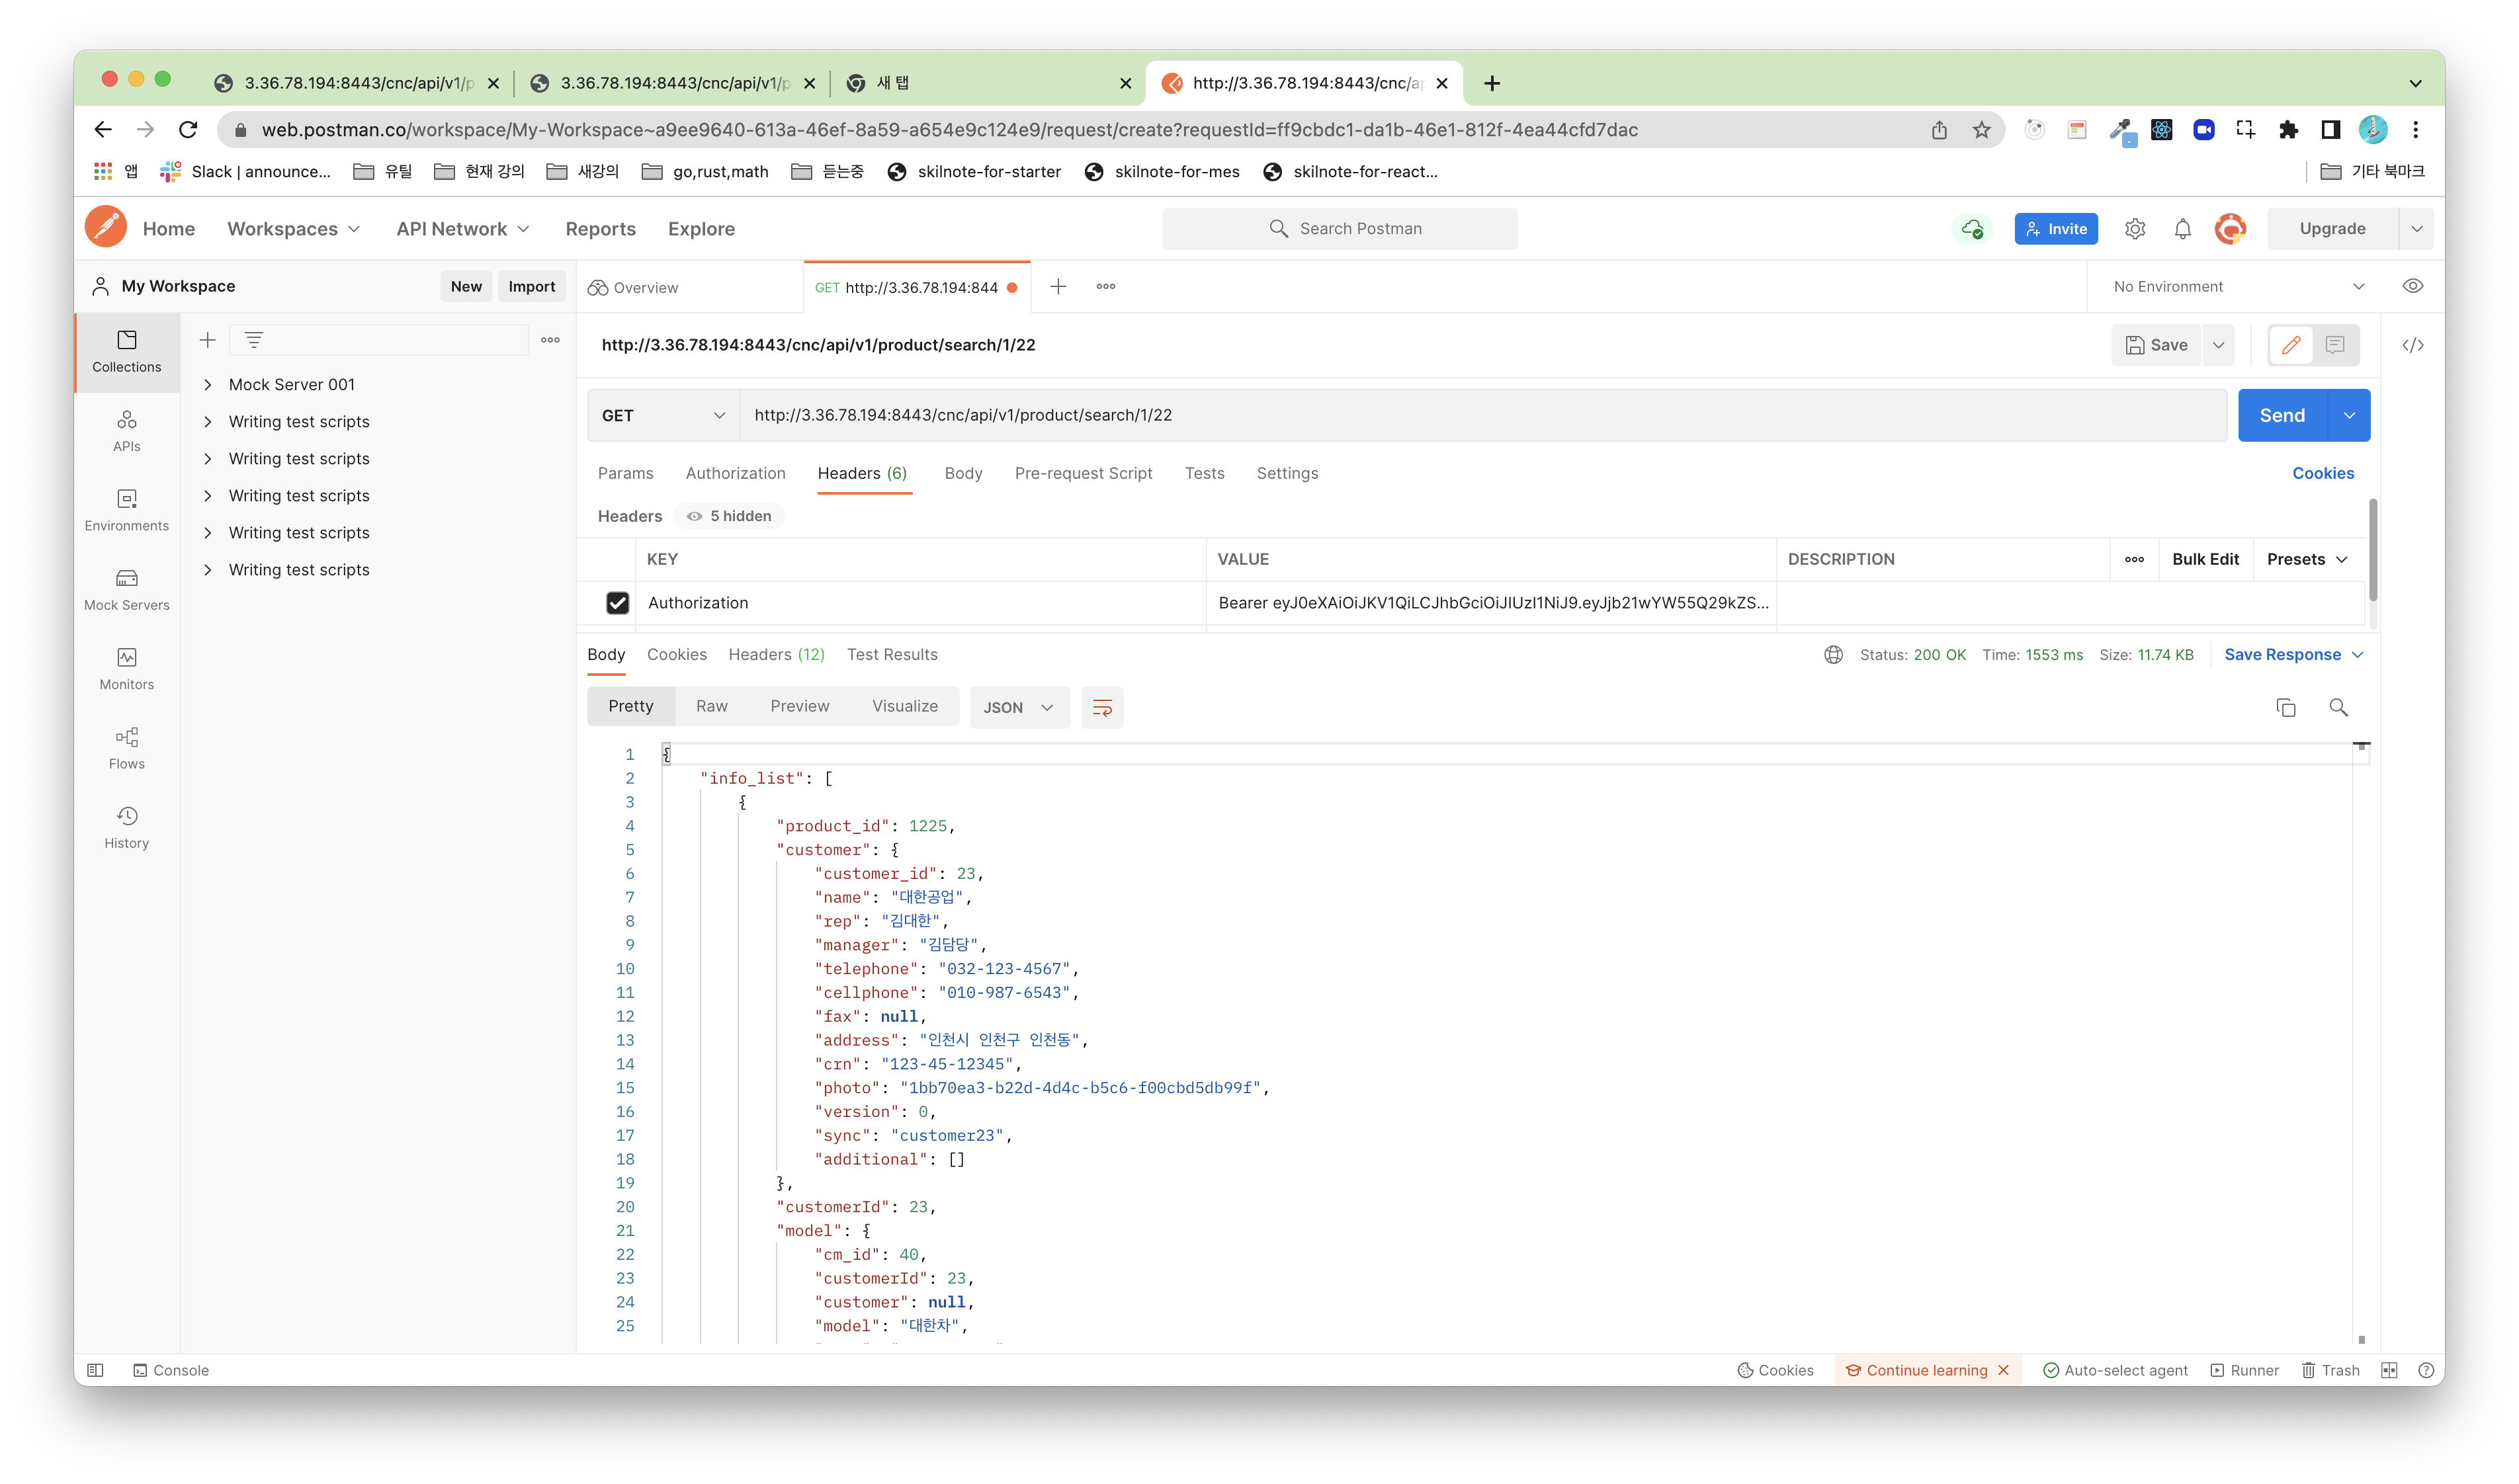 3.36.78.194:8443/cnc/api/v1/p
3.36.78.194:8443/cnc/api/v1/p
새 탭
http://3.36.78.194:8443/cnc/ap
web.postman.co/workspace/My-Workspace~a9ee9640-613a-46ef-8a59-a654e9c124e9/request/create?requestId=ff9cbdc1-da1b-46e1-812f-4ea44cfd7dac
앱 Slack | announce... 유틸 현재 강의 새강의 go,rust,math 듣는중 skilnote-for-starter skilnote-for-mes skilnote-for-react... 기타 북마크
Home Workspaces API Network Reports Explore Search Postman Invite Upgrade
My Workspace New Import Overview GET http://3.36.78.194:844 No Environment
Collections
APIs
Environments
Mock Servers
Monitors
Flows
History
Mock Server 001
Writing test scripts
Writing test scripts
Writing test scripts
Writing test scripts
Writing test scripts
http://3.36.78.194:8443/cnc/api/v1/product/search/1/22 Save
GET http://3.36.78.194:8443/cnc/api/v1/product/search/1/22 Send
Params Authorization Headers (6) Body Pre-request Script Tests Settings Cookies
Headers 5 hidden
KEY VALUE DESCRIPTION Bulk Edit Presets
Authorization Bearer eyJ0eXAiOiJKV1QiLCJhbGciOiJIUzI1NiJ9.eyJjb21wYW55Q29kZS...
Body Cookies Headers (12) Test Results Status: 200 OK Time: 1553 ms Size: 11.74 KB Save Response
Pretty Raw Preview Visualize JSON
1 {
2 "info_list": [
3 {
4 "product_id": 1225,
5 "customer": {
6 "customer_id": 23,
7 "name": "대한공업",
8 "rep": "김대한",
9 "manager": "김담당",
10 "telephone": "032-123-4567",
11 "cellphone": "010-987-6543",
12 "fax": null,
13 "address": "인천시 인천구 인천동",
14 "crn": "123-45-12345",
15 "photo": "1bb70ea3-b22d-4d4c-b5c6-f00cbd5db99f",
16 "version": 0,
17 "sync": "customer23",
18 "additional": []
19 },
20 "customerId": 23,
21 "model": {
22 "cm_id": 40,
23 "customerId": 23,
24 "customer": null,
25 "model": "대한차",
Console Cookies Continue learning Auto-select agent Runner Trash